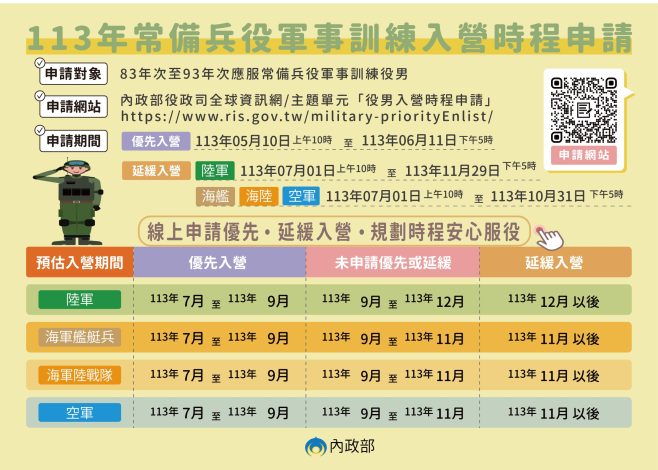 113年常備兵役軍事訓練入營時程申請
申請對象 83年次至93年次應服常備兵役軍事訓練役男
申請網站 內政部役政司全球資訊網/主題單元「役男入營時程申請」
https://www.ris.gov.tw/military-priorityEnlist/
申請網站
申請期間 優先入營 113年05月10日上午10時 至 113年06月11日下午5時
延緩入營 陸軍 113年07月01日上午10時 至 113年11月29日下午5時
海艦 海陸 空軍 113年07月01日上午10時 至 113年10月31日下午5時
線上申請優先・延緩入營・規劃時程安心服役
預估入營期間 優先入營 未申請優先或延緩 延緩入營
陸軍 113年 7月 至 113年 9月 113年 9月 至 113年 12月 113年 12月 以後
海軍艦艇兵 113年 7月 至 113年 9月 113年 9月 至 113年 11月 113年 11月 以後
海軍陸戰隊 113年 7月 至 113年 9月 113年 9月 至 113年 11月 113年 11月 以後
空軍 113年 7月 至 113年 9月 113年 9月 至 113年 11月 113年 11月 以後
內政部